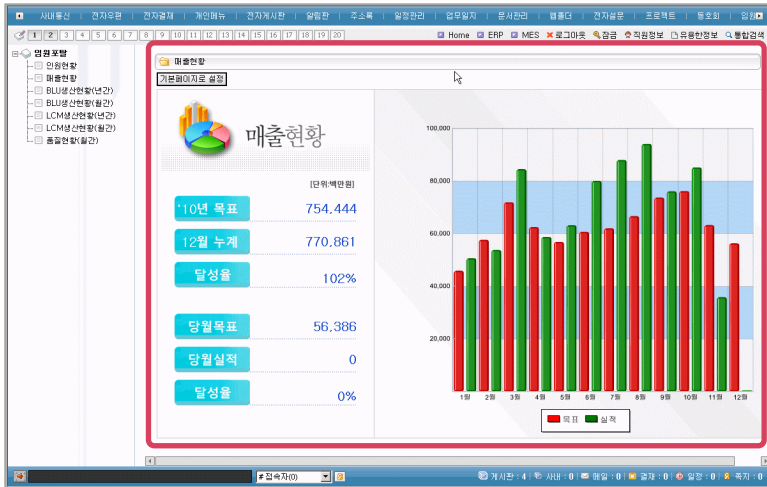 사내통신 | 전자우편 | 전자결재 | 개인메뉴 | 전자게시판 | 알림판 | 주소록 | 일정관리 | 업무일지 | 문서관리 | 웹폴더 | 전자설문 | 프로젝트 | 동호회 | 임원
1 2 3 4 5 6 7 8 9 10 11 12 13 14 15 16 17 18 19 20 Home ERP MES 로그아웃 잠금 직원정보 유용한정보 통합검색
임원포탈
인원현황
매출현황
BLU생산현황(년간)
BLU생산현황(월간)
LCM생산현황(년간)
LCM생산현황(월간)
품질현황(월간)
매출현황
기본페이지로 설정
매출현황
[단위:백만원]
'10년 목표 754,444
12월 누계 770,861
달성율 102%
당월목표 56,386
당월실적 0
달성율 0%
100,000
80,000
60,000
40,000
20,000
1월 2월 3월 4월 5월 6월 7월 8월 9월 10월 11월 12월
목표 실적
#접속자(0) 게시판 : 4 | 사내 : 0 | 메일 : 0 | 결재 : 0 | 일정 : 0 | 쪽지 : 0